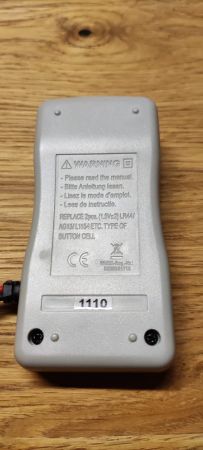 ⚠ WARNING
- Please read the manual.
- Bitte Anleitung lesen.
- Lisez le mode d'emploi.
- Lees de instructie.
REPLACE 2pcs. (1.5Vx2) LR44/
AG13/L1154 ETC. TYPE OF
BUTTON CELL
CE
1110